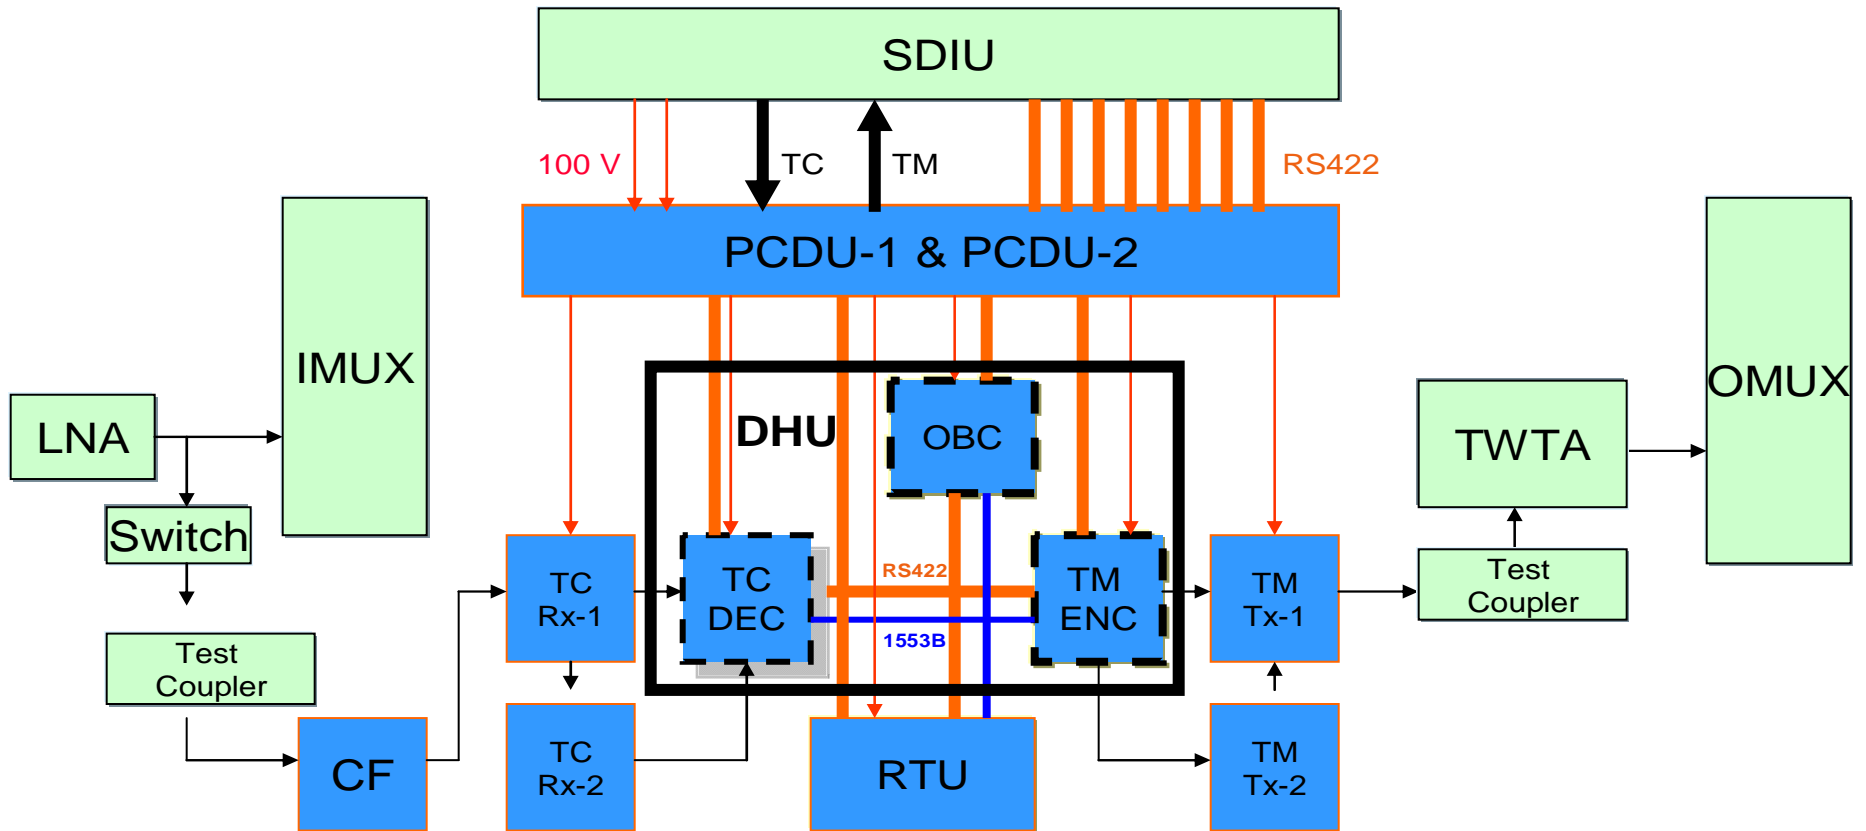 SDIU
100 V
TC
TM
RS422
PCDU-1 & PCDU-2
IMUX
LNA
Switch
Test
Coupler
CF
TC
Rx-1
TC
Rx-2
DHU
OBC
TC
DEC
RS422
1553B
TM
ENC
RTU
TM
Tx-1
TM
Tx-2
TWTA
Test
Coupler
OMUX